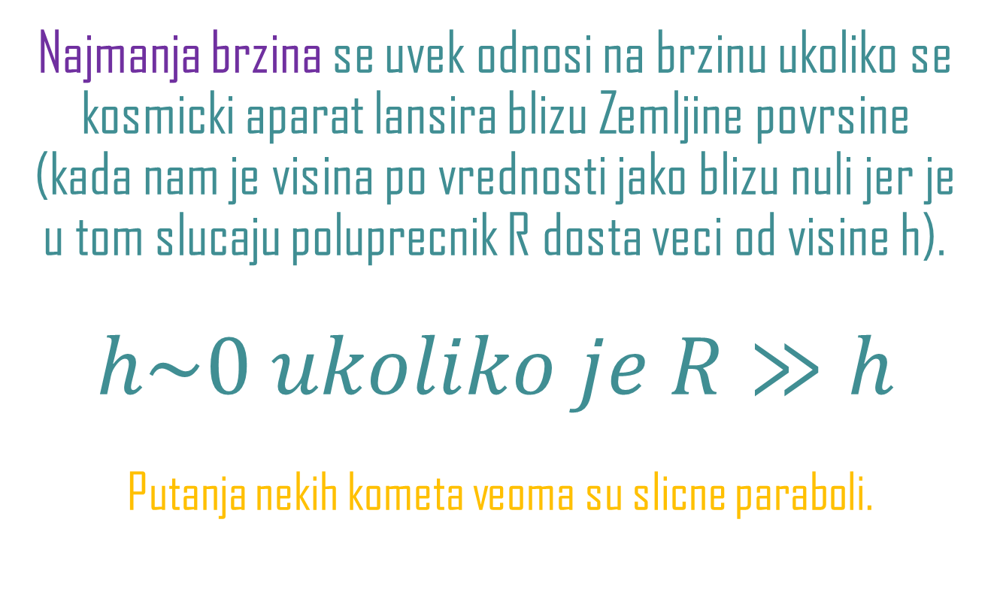 Najmanja brzina se uvek odnosi na brzinu ukoliko se
kosmicki aparat lansira blizu Zemljine povrsine
(kada nam je visina po vrednosti jako blizu nuli jer je
u tom slucaju poluprecnik R dosta veci od visine h).
h~0 ukoliko je R ≫ h
Putanja nekih kometa veoma su slicne paraboli.